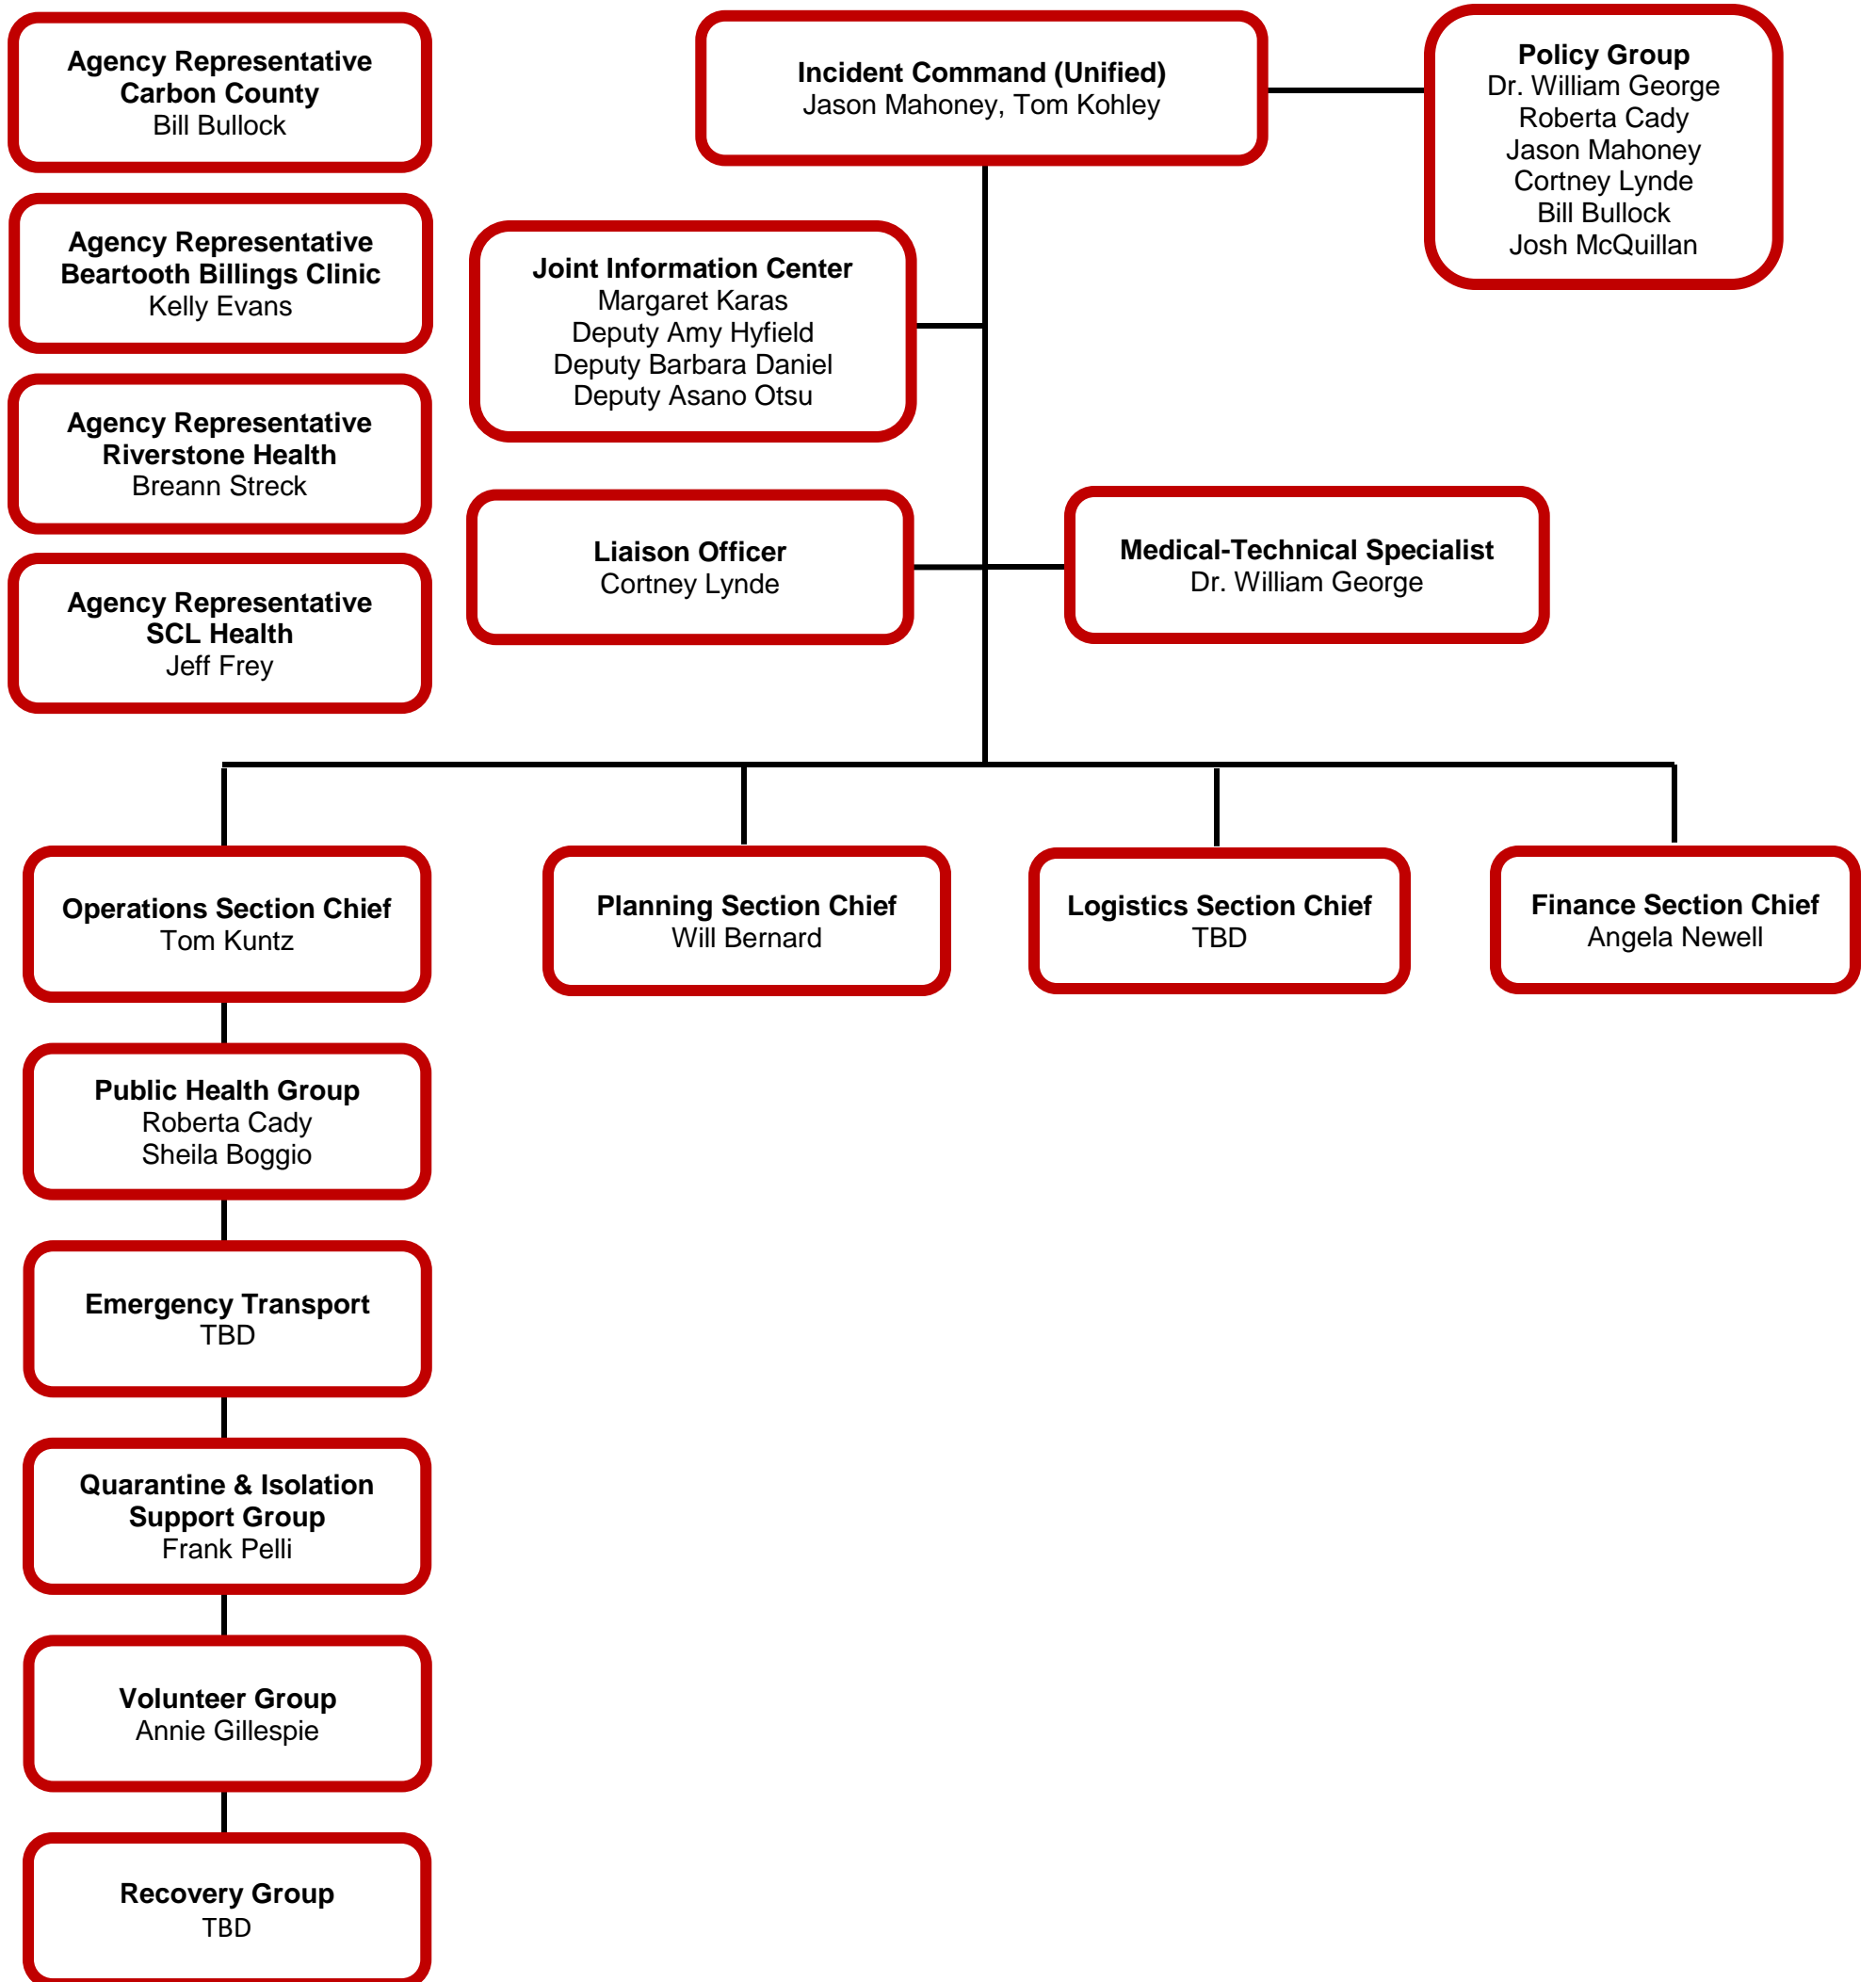 Agency Representative
Carbon County
Bill Bullock
Incident Command (Unified)
Jason Mahoney, Tom Kohley
Policy Group
Dr. William George
Roberta Cady
Jason Mahoney
Cortney Lynde
Bill Bullock
Josh McQuillan
Agency Representative
Beartooth Billings Clinic
Kelly Evans
Joint Information Center
Margaret Karas
Deputy Amy Hyfield
Deputy Barbara Daniel
Deputy Asano Otsu
Agency Representative
Riverstone Health
Breann Streck
Liaison Officer
Cortney Lynde
Medical-Technical Specialist
Dr. William George
Agency Representative
SCL Health
Jeff Frey
Operations Section Chief
Tom Kuntz
Planning Section Chief
Will Bernard
Logistics Section Chief
TBD
Finance Section Chief
Angela Newell
Public Health Group
Roberta Cady
Sheila Boggio
Emergency Transport
TBD
Quarantine & Isolation
Support Group
Frank Pelli
Volunteer Group
Annie Gillespie
Recovery Group
TBD